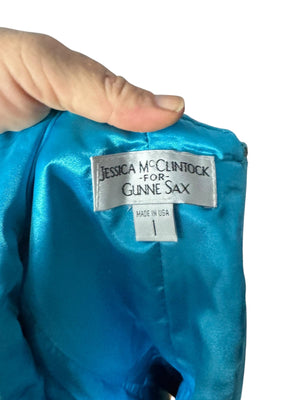 JESSICA MCCLINTOCK
-FOR-
GUNNE SAX
MADE IN USA
1